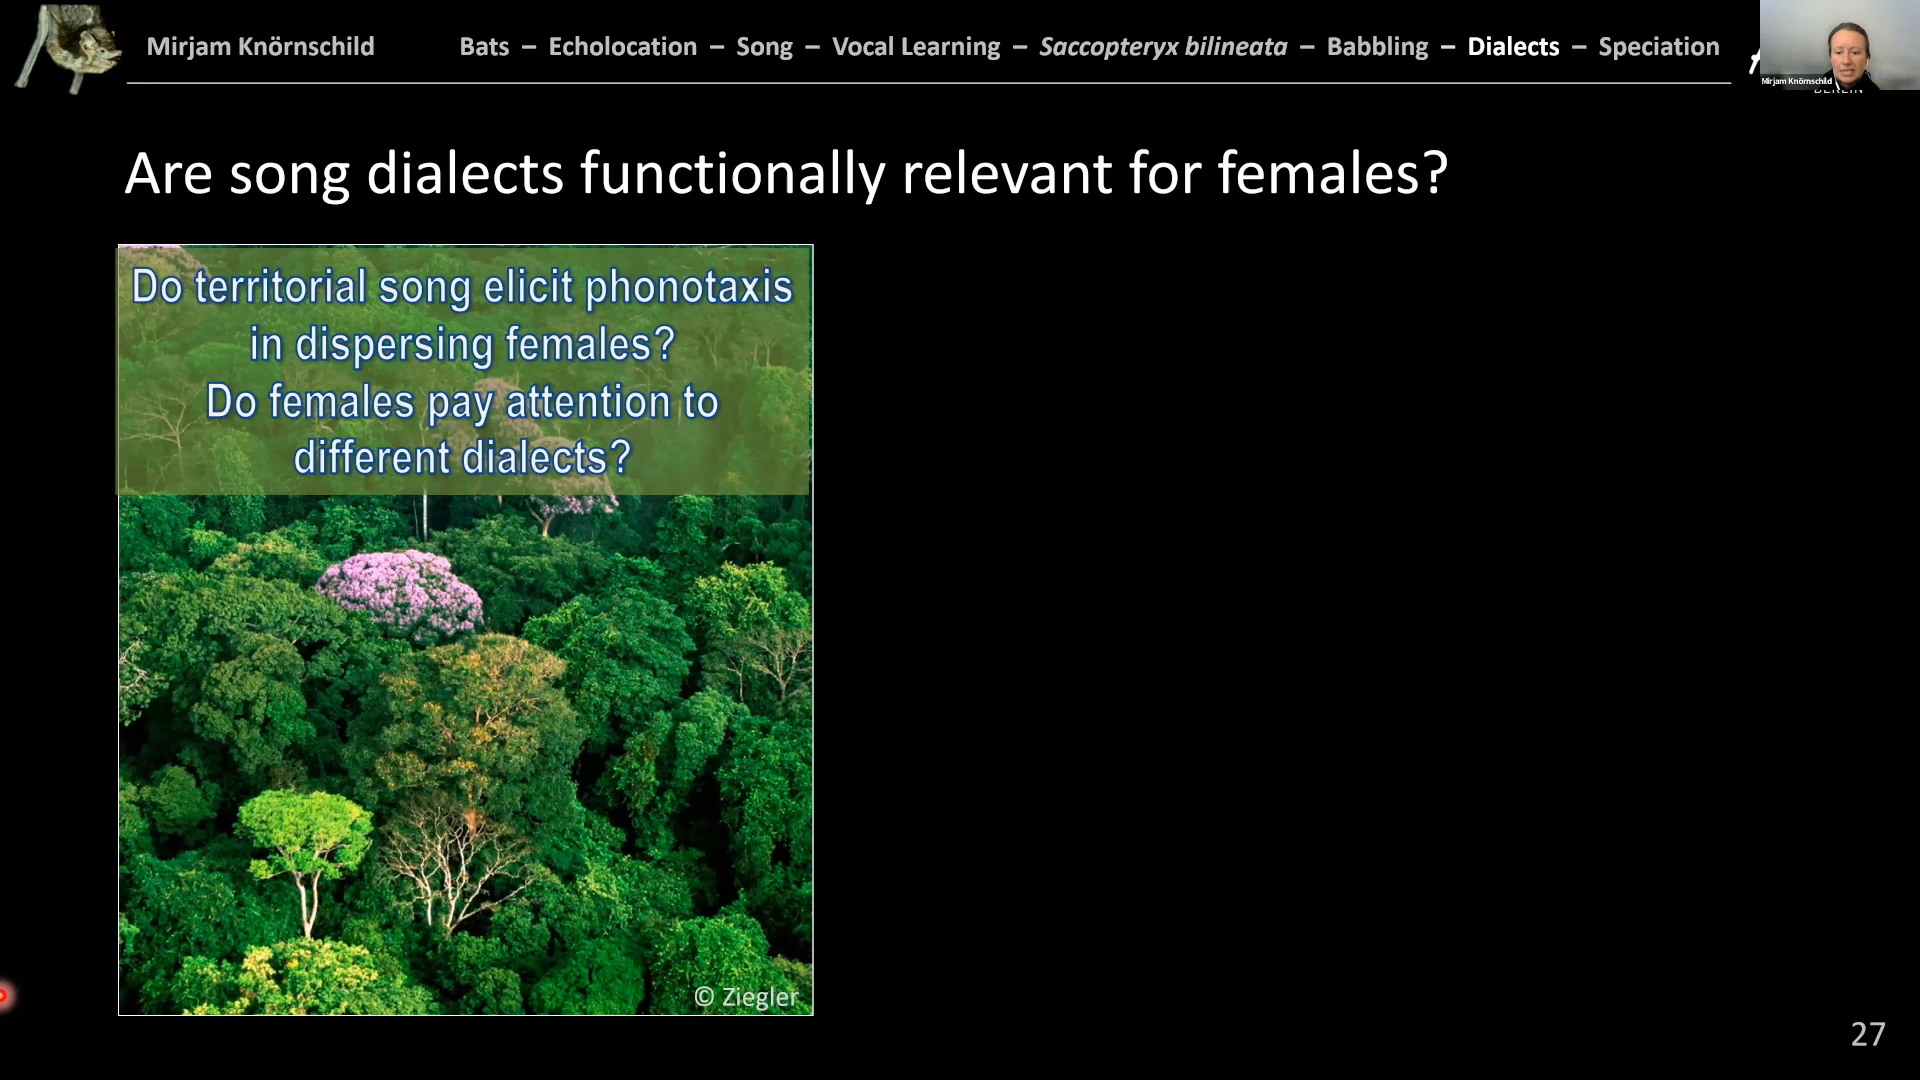 Mirjam Knörnschild
Bats – Echolocation – Song – Vocal Learning – Saccopteryx bilineata – Babbling – Dialects – Speciation
Mirjam Knörnschild
BERLIN
Are song dialects functionally relevant for females?
Do territorial song elicit phonotaxis
in dispersing females?
Do females pay attention to
different dialects?
© Ziegler
27